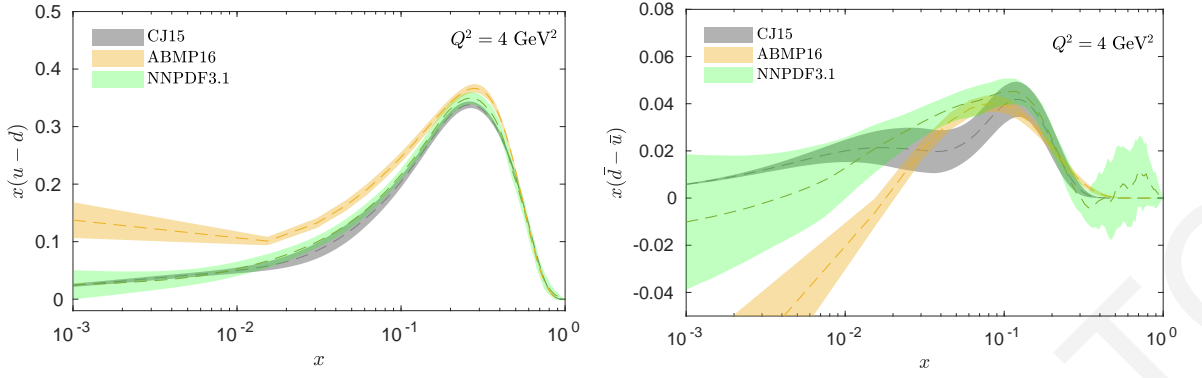 0.5
0.4
0.3
0.2
0.1
0
x(u − d)
CJ15
ABMP16
NNPDF3.1
Q² = 4 GeV²
10⁻³ 10⁻² 10⁻¹ 10⁰
x
0.08
0.06
0.04
0.02
0
-0.02
-0.04
x(d̄ − ū)
CJ15
ABMP16
NNPDF3.1
Q² = 4 GeV²
10⁻³ 10⁻² 10⁻¹ 10⁰
x